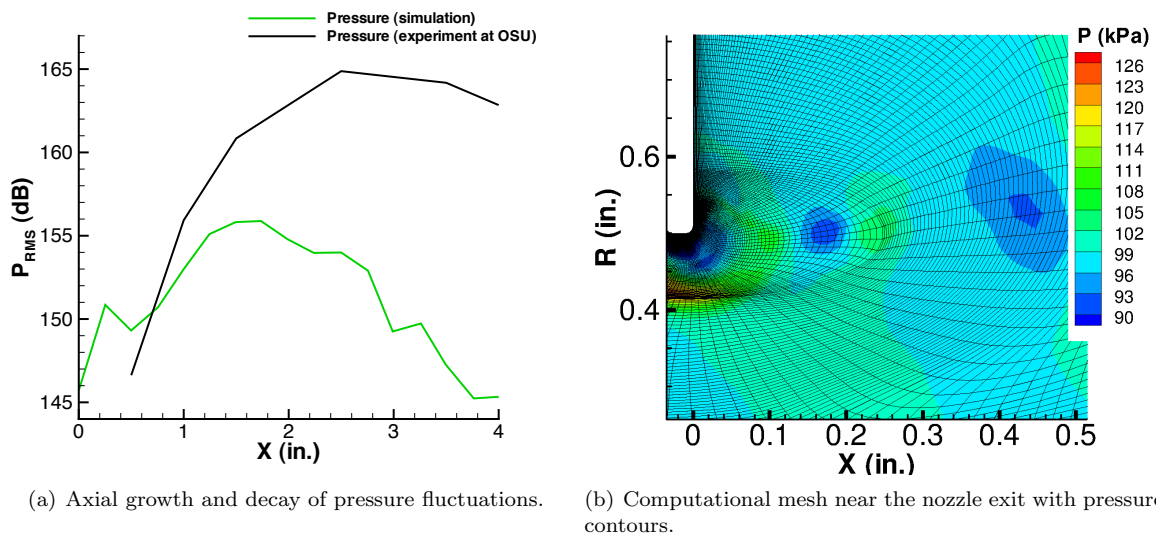 Pressure (simulation)
Pressure (experiment at OSU)
165
160
155
150
145
P_RMS (dB)
0 1 2 3 4
X (in.)
(a) Axial growth and decay of pressure fluctuations.
P (kPa)
126
123
120
117
114
111
108
105
102
99
96
93
90
0.6
0.4
R (in.)
0 0.1 0.2 0.3 0.4 0.5
X (in.)
(b) Computational mesh near the nozzle exit with pressure
contours.